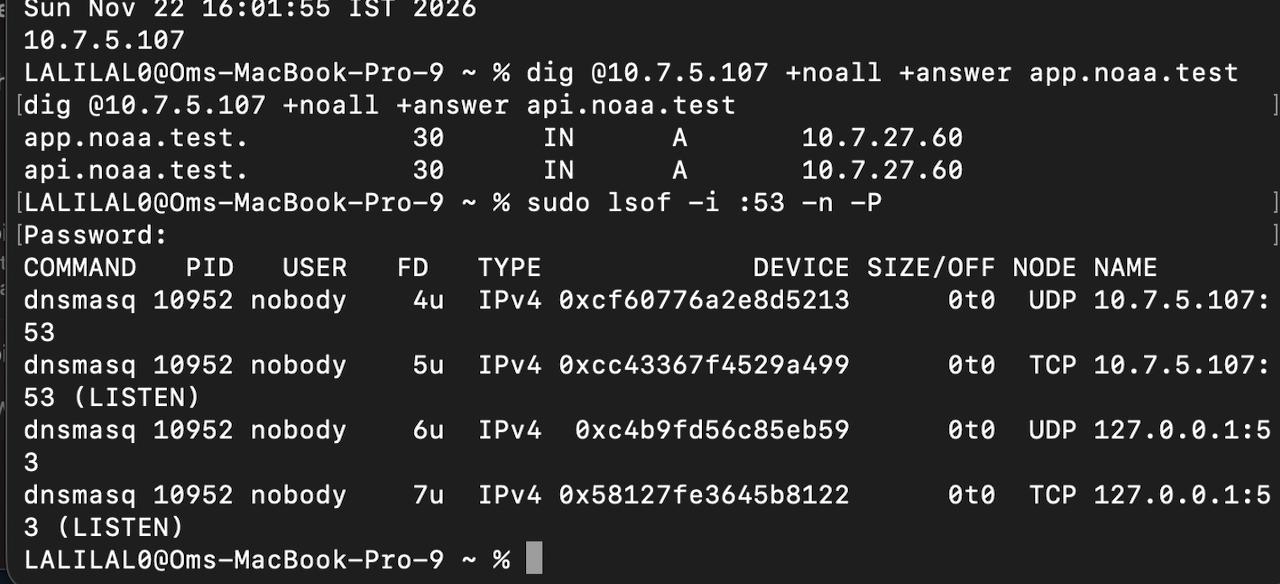 Sun Nov 22 16:01:55 IST 2026
10.7.5.107
LALILAL0@Oms-MacBook-Pro-9 ~ % dig @10.7.5.107 +noall +answer app.noaa.test
[dig @10.7.5.107 +noall +answer api.noaa.test ]
app.noaa.test. 30 IN A 10.7.27.60
api.noaa.test. 30 IN A 10.7.27.60
[LALILAL0@Oms-MacBook-Pro-9 ~ % sudo lsof -i :53 -n -P ]
[Password: ]
COMMAND PID USER FD TYPE DEVICE SIZE/OFF NODE NAME
dnsmasq 10952 nobody 4u IPv4 0xcf60776a2e8d5213 0t0 UDP 10.7.5.107:
53
dnsmasq 10952 nobody 5u IPv4 0xcc43367f4529a499 0t0 TCP 10.7.5.107:
53 (LISTEN)
dnsmasq 10952 nobody 6u IPv4 0xc4b9fd56c85eb59 0t0 UDP 127.0.0.1:5
3
dnsmasq 10952 nobody 7u IPv4 0x58127fe3645b8122 0t0 TCP 127.0.0.1:5
3 (LISTEN)
LALILAL0@Oms-MacBook-Pro-9 ~ %